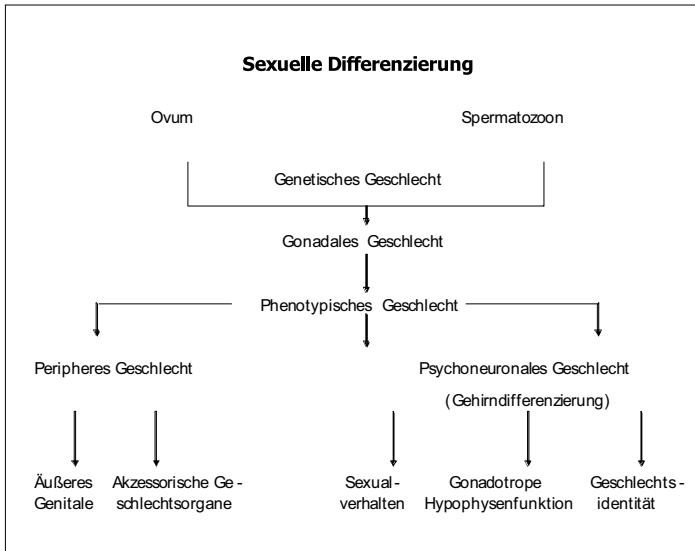 Sexuelle Differenzierung
Ovum
Spermatozoon
Genetisches Geschlecht
Gonadales Geschlecht
Phenotypisches Geschlecht
Peripheres Geschlecht
Psychoneuronales Geschlecht
(Gehirndifferenzierung)
Äußeres
Genitale
Akzessorische Ge-
schlechtsorgane
Sexual-
verhalten
Gonadotrope
Hypophysenfunktion
Geschlechts-
identität